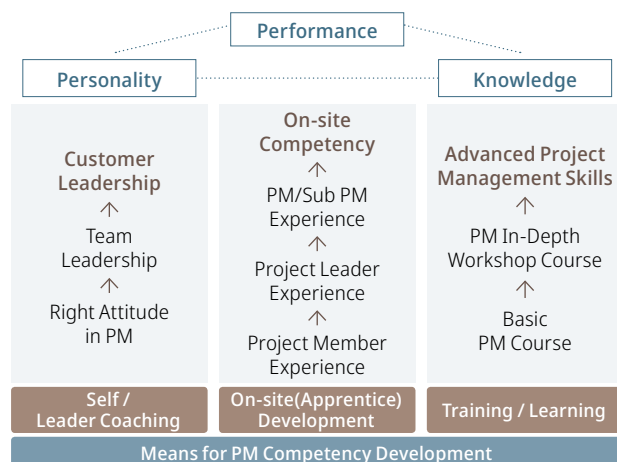 Performance
Personality
Knowledge
Customer
Leadership
↑
Team
Leadership
↑
Right Attitude
in PM
On-site
Competency
↑
PM/Sub PM
Experience
↑
Project Leader
Experience
↑
Project Member
Experience
Advanced Project
Management Skills
↑
PM In-Depth
Workshop Course
↑
Basic
PM Course
Self /
Leader Coaching
On-site(Apprentice)
Development
Training / Learning
Means for PM Competency Development